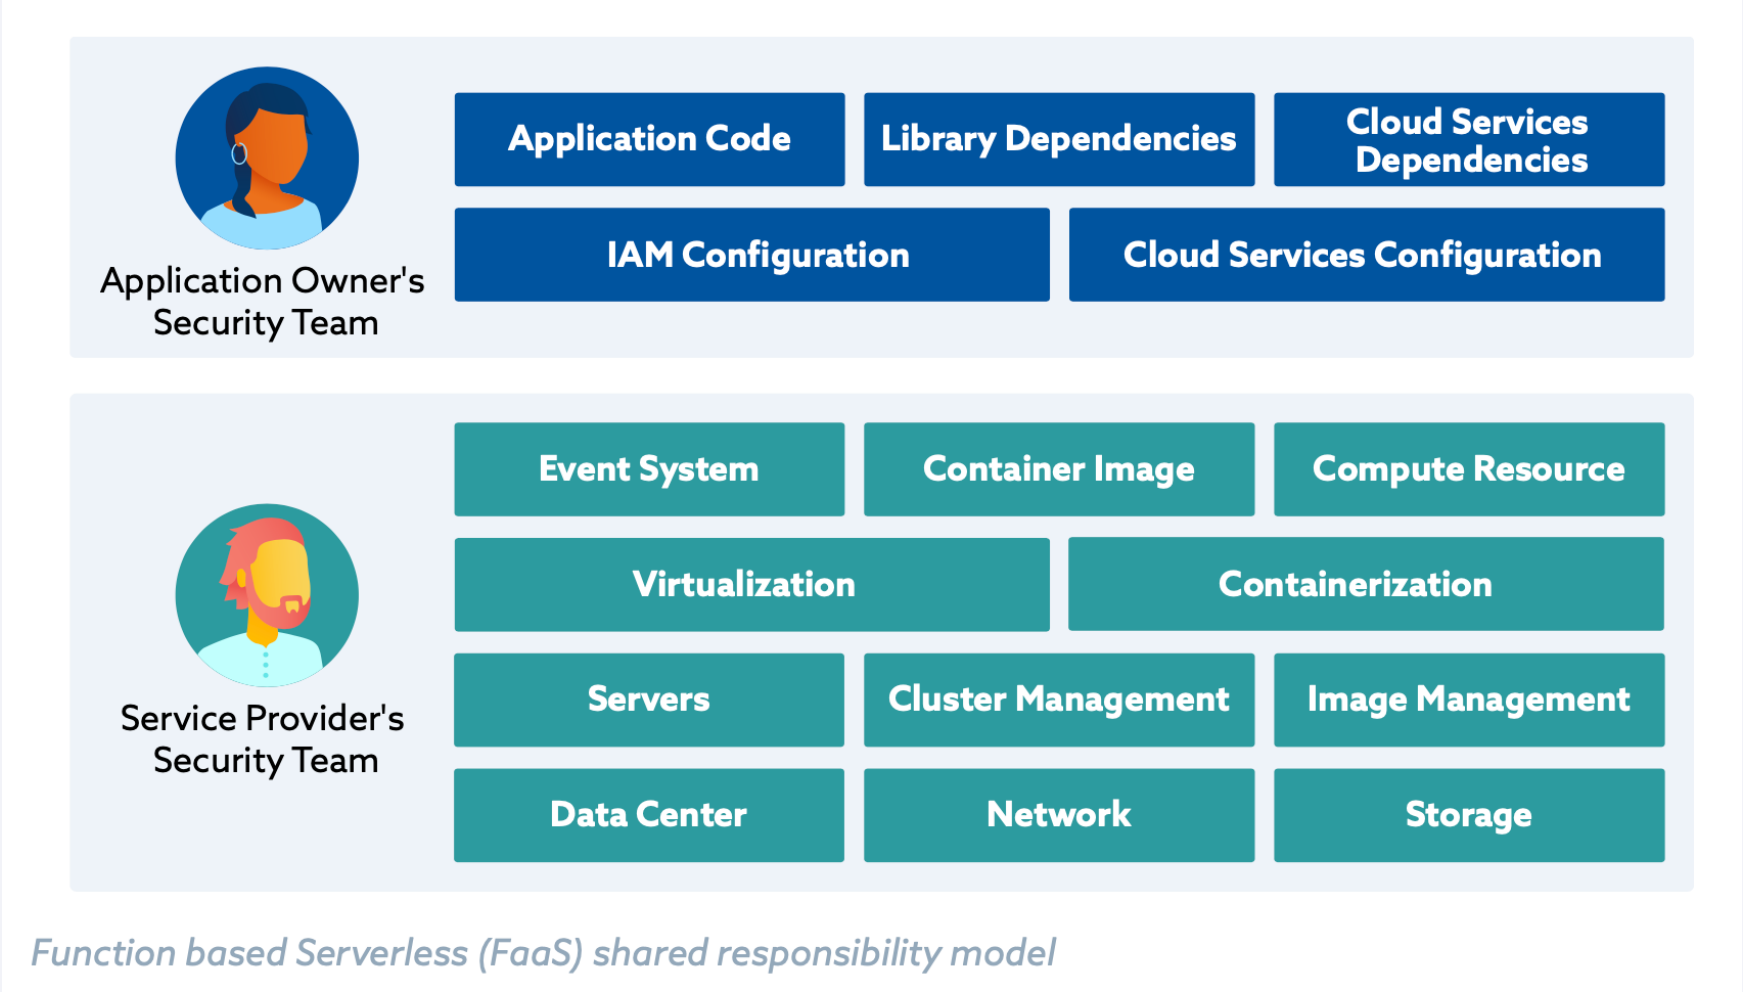 Application Code
Library Dependencies
Cloud Services
Dependencies
IAM Configuration
Cloud Services Configuration
Application Owner's
Security Team
Event System
Container Image
Compute Resource
Virtualization
Containerization
Servers
Cluster Management
Image Management
Data Center
Network
Storage
Service Provider's
Security Team
Function based Serverless (FaaS) shared responsibility model